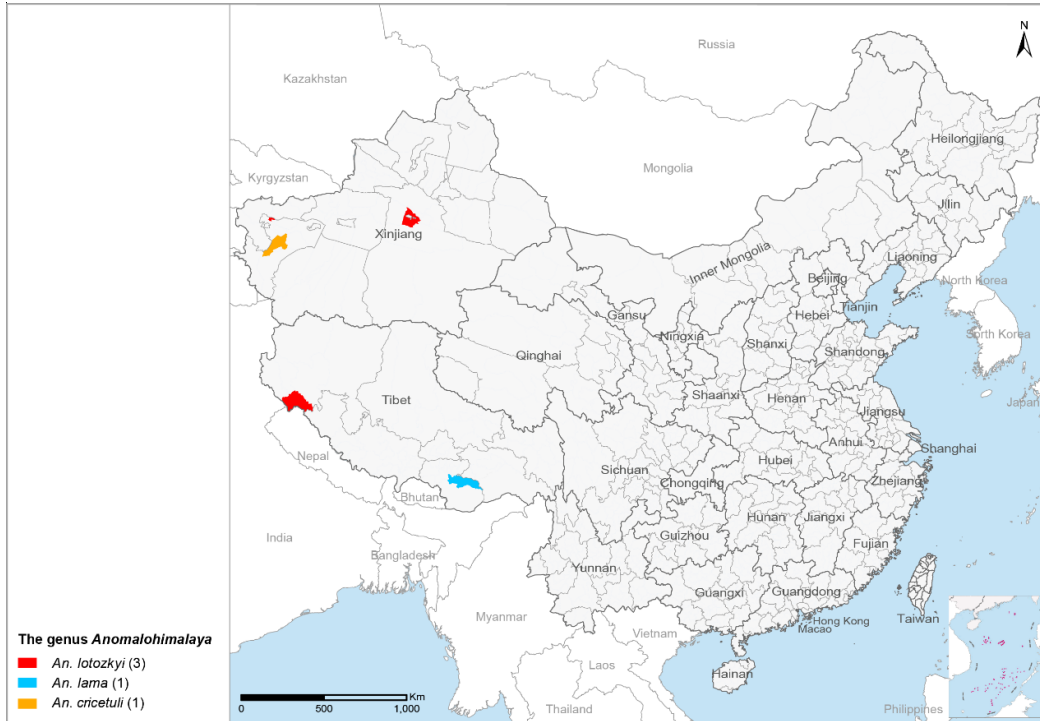 N
Russia
Kazakhstan
Mongolia
Heilongjiang
Kyrgyzstan
Jilin
Xinjiang
Inner Mongolia
Liaoning
Beijing
North Korea
Tianjin
Gansu
Hebei
Ningxia
Shanxi
South Korea
Qinghai
Shandong
Shaanxi
Henan
Japan
Tibet
Jiangsu
Anhui
Shanghai
Nepal
Hubei
Sichuan
Chongqing
Zhejiang
Bhutan
Hunan
Jiangxi
India
Guizhou
Fujian
Bangladesh
Yunnan
Guangxi
Guangdong
Taiwan
Myanmar
Hong Kong
Macao
Vietnam
The genus Anomalohimalaya
An. lotozkyi (3)
Laos
Hainan
An. lama (1)
Km
An. cricetuli (1)
0 500 1,000
Thailand
Philippines